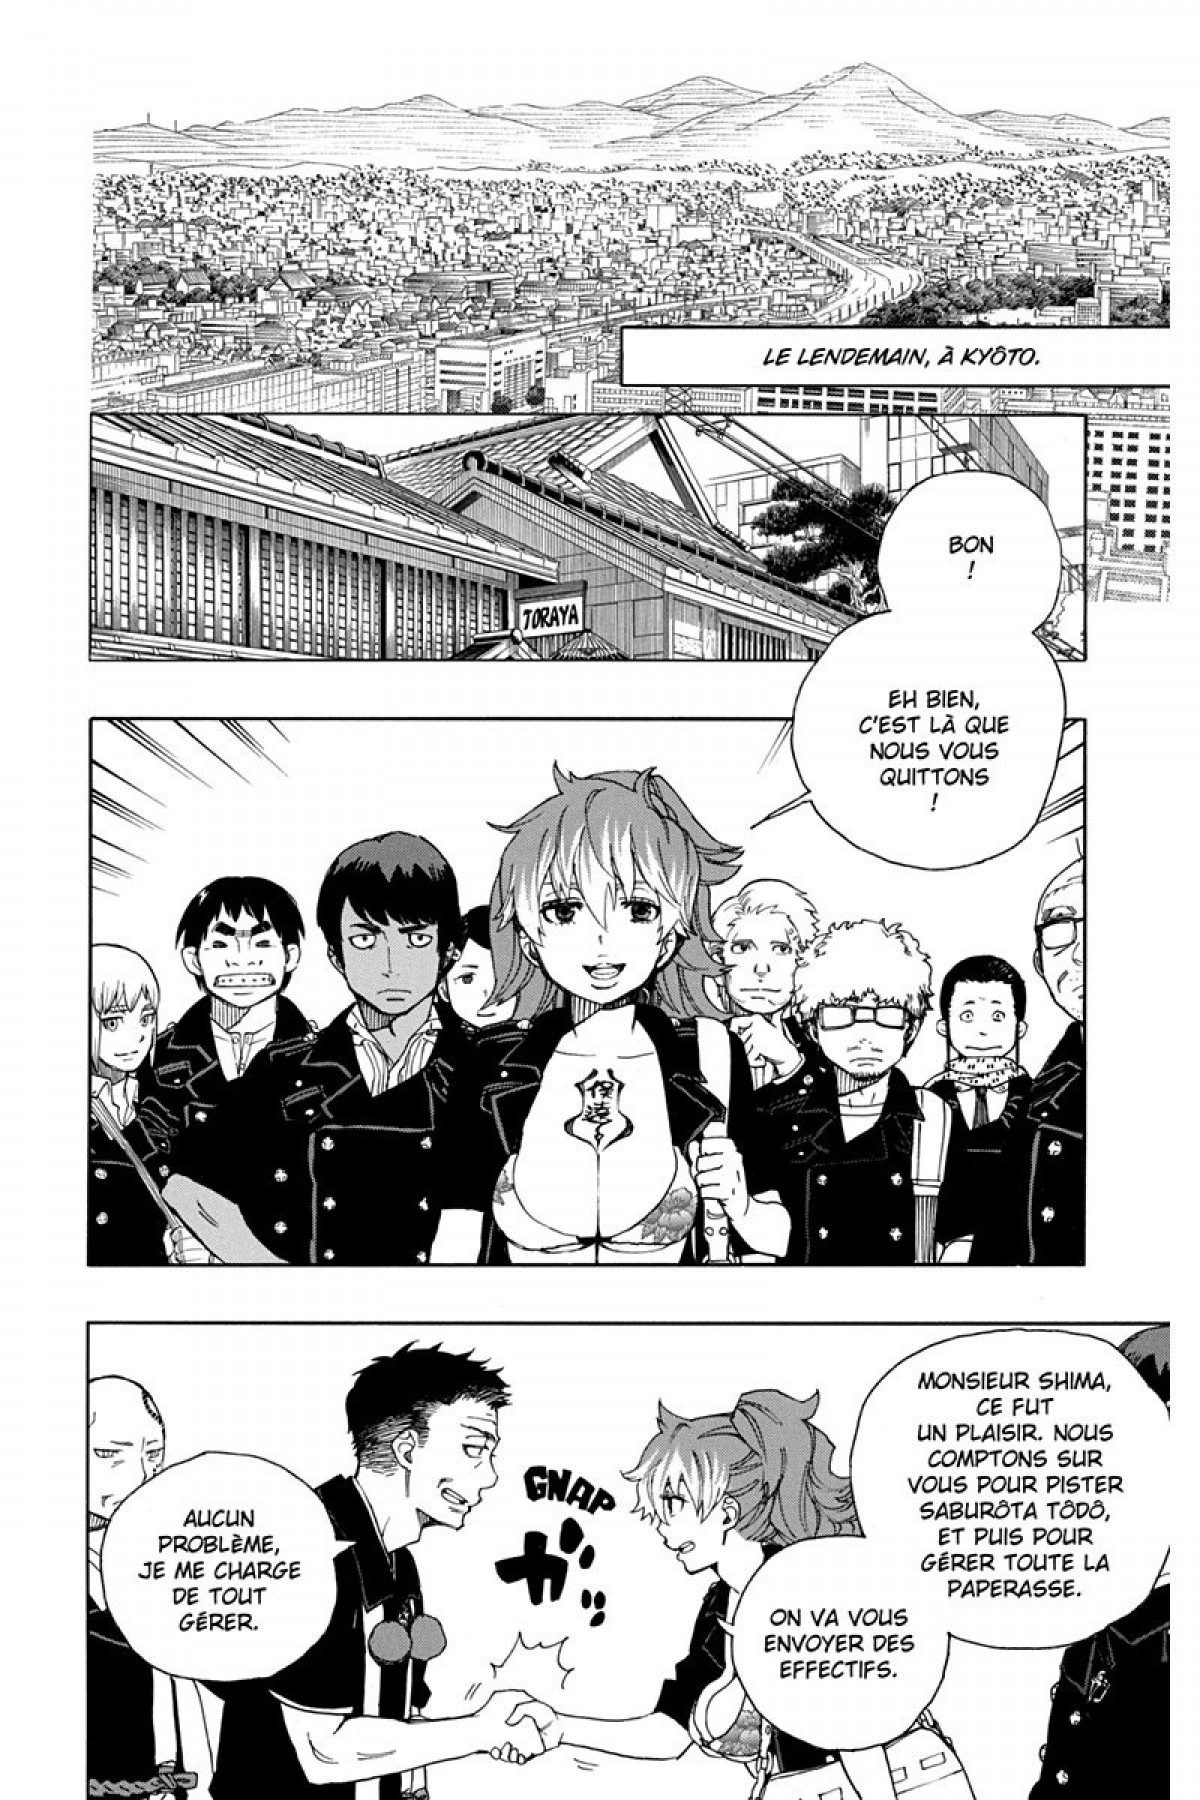 LE LENDEMAIN, À KYÔTO.
TORAYA
BON
!
EH BIEN,
C'EST LÀ QUE
NOUS VOUS
QUITTONS
!
MONSIEUR SHIMA,
CE FUT
UN PLAISIR. NOUS
COMPTONS SUR
VOUS POUR PISTER
SABURÔTA TÔDÔ,
ET PUIS POUR
GÉRER TOUTE LA
PAPERASSE.
ON VA VOUS
ENVOYER DES
EFFECTIFS.
GNAP
ガッ
AUCUN
PROBLÈME,
JE ME CHARGE
DE TOUT
GÉRER.